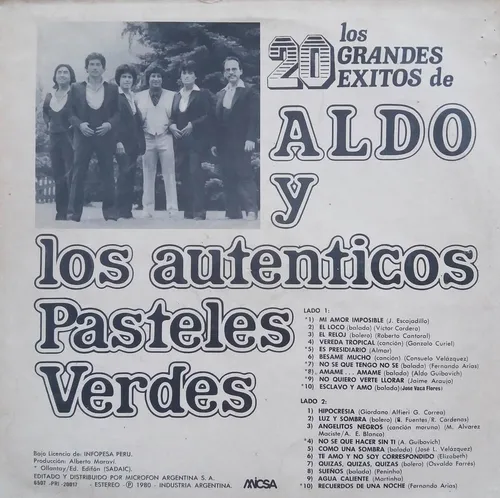 20 los
GRANDES
EXITOS de
ALDO
y
los autenticos
Pasteles
Verdes
LADO 1:
*1) MI AMOR IMPOSIBLE (J. Escajadillo)
2) EL LOCO (balada) (Víctor Cordero)
3) EL RELOJ (bolero) (Roberto Cantoral)
4) VEREDA TROPICAL (canción) (Gonzalo Curiel)
*5) ES PRESIDIARIO (Almor)
6) BESAME MUCHO (canción) (Consuelo Velázquez)
*7) NO SE QUE TENGO NO SE (balada) (Fernando Arias)
*8) ¡AMAME... AMAME (balada) (Aldo Guibovich)
*9) NO QUIERO VERTE LLORAR (Jaime Araujo)
10) ESCLAVO Y AMO (balada) (José Vaca Flores)
LADO 2:
1) HIPOCRESIA (Giordano Alfieri G. Correa)
2) LUZ Y SOMBRA (bolero) (R. Fuentes/R. Cárdenas)
3) ANGELITOS NEGROS (canción moruna) (M. Alvarez
Maciste/A. E. Blanco)
*4) NO SE QUE HACER SIN TI (A. Guibovich)
5) COMO UNA SOMBRA (balada) (José L. Velázquez)
6) TE AMO Y NO SOY CORRESPONDIDO (Elizabeth)
7) QUIZAS, QUIZAS, QUIZAS (bolero) (Osvaldo Farrés)
8) SUEÑOS (balada) (Peninho)
9) AGUA CALIENTE (Martinha)
*10) RECUERDOS DE UNA NOCHE (Fernando Arias)
Bajo Licencia de: INFOPESA PERU.
Producción: Alberto Maraví.
* Ollantay/Ed. Edifón (SADAIC).
EDITADO Y DISTRIBUIDO POR MICROFON ARGENTINA S. A.
6507 -PRI-20017 - ESTEREO - Ⓟ 1980 - INDUSTRIA ARGENTINA.
MICSA